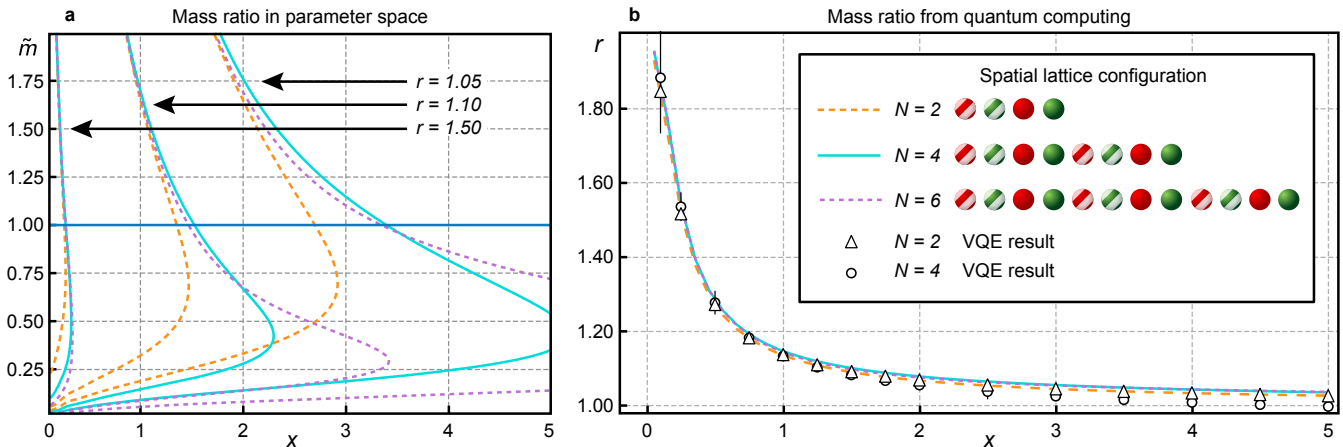 a Mass ratio in parameter space
m̃
1.75
1.50
1.25
1.00
0.75
0.50
0.25
0
0 1 2 3 4 5
x
r = 1.05
r = 1.10
r = 1.50
b Mass ratio from quantum computing
r
1.80
1.60
1.40
1.20
1.00
0 1 2 3 4 5
x
Spatial lattice configuration
N = 2
N = 4
N = 6
N = 2 VQE result
N = 4 VQE result